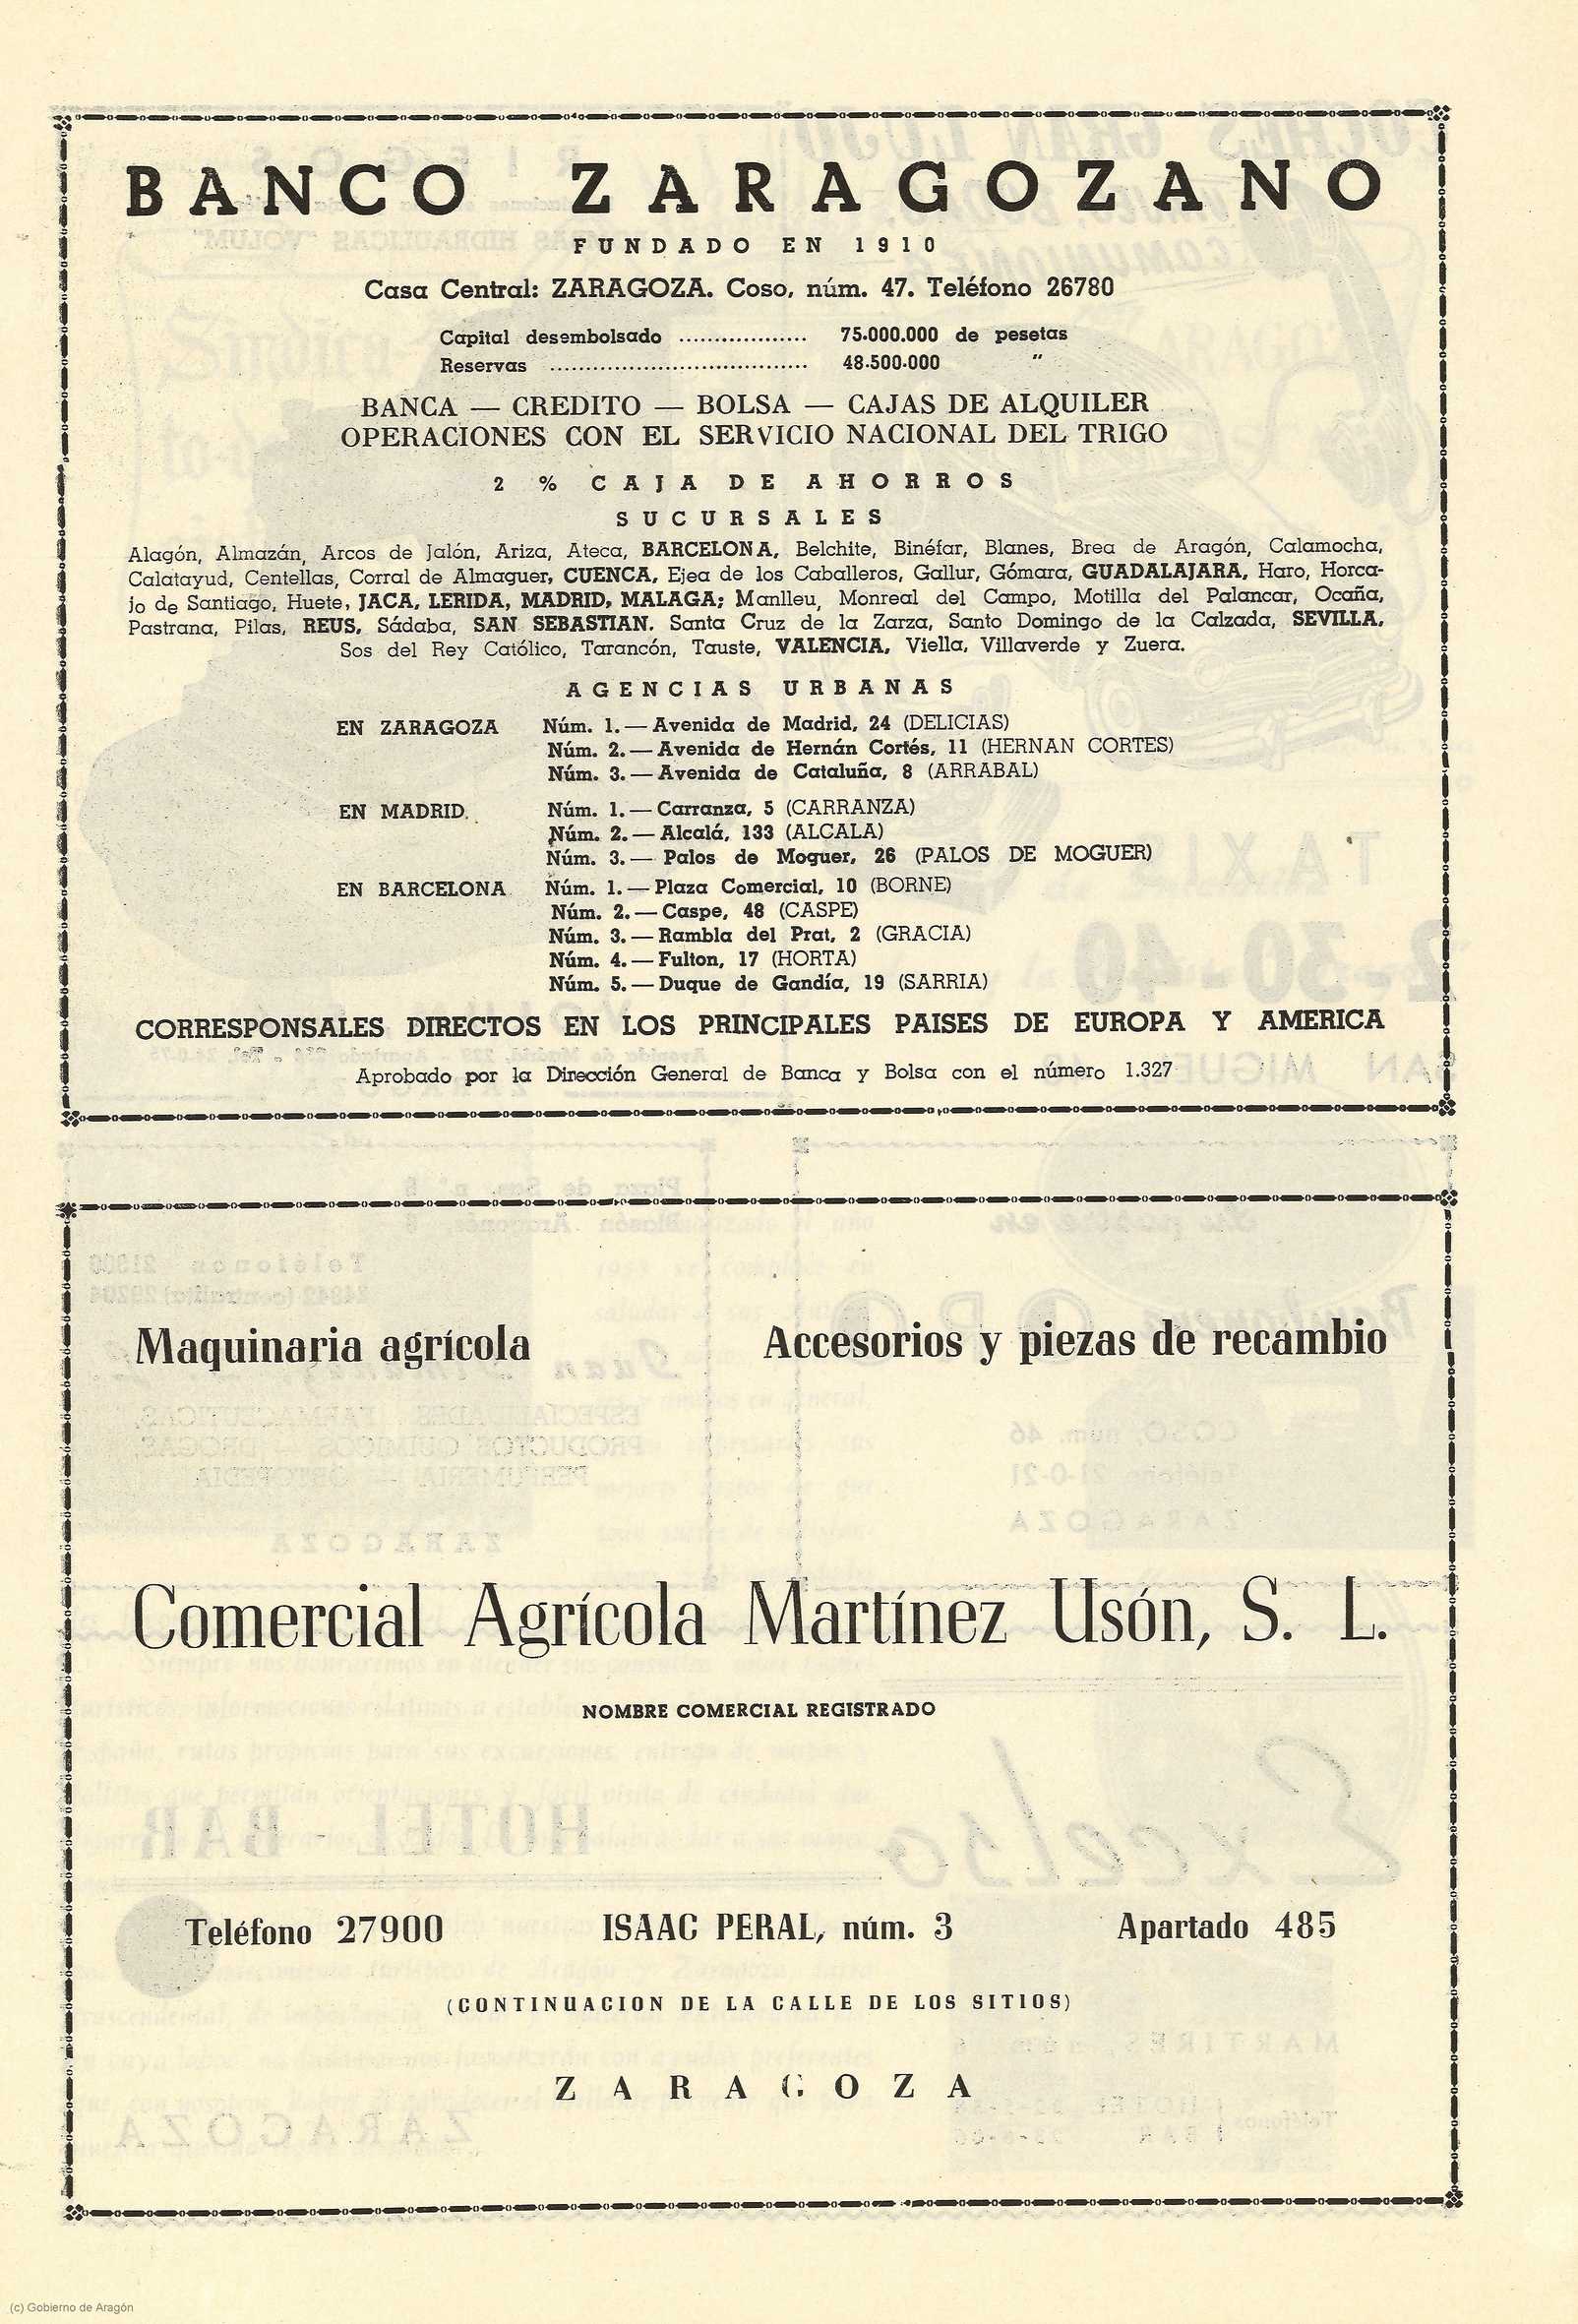 BANCO ZARAGOZANO
FUNDADO EN 1910
Casa Central: ZARAGOZA. Coso, núm. 47. Teléfono 26780
Capital desembolsado .................. 75.000.000 de pesetas
Reservas .................................... 48.500.000 "
BANCA — CREDITO — BOLSA — CAJAS DE ALQUILER
OPERACIONES CON EL SERVICIO NACIONAL DEL TRIGO
2 % CAJA DE AHORROS
SUCURSALES
Alagón, Almazán, Arcos de Jalón, Ariza, Ateca, BARCELONA, Belchite, Binéfar, Blanes, Brea de Aragón, Calamocha,
Calatayud, Centellas, Corral de Almaguer, CUENCA, Ejea de los Caballeros, Gallur, Gómara, GUADALAJARA, Haro, Horca-
jo de Santiago, Huete, JACA, LERIDA, MADRID, MALAGA; Manlleu, Monreal del Campo, Motilla del Palancar, Ocaña,
Pastrana, Pilas, REUS, Sádaba, SAN SEBASTIAN. Santa Cruz de la Zarza, Santo Domingo de la Calzada, SEVILLA,
Sos del Rey Católico, Tarancón, Tauste, VALENCIA, Viella, Villaverde y Zuera.
AGENCIAS URBANAS
EN ZARAGOZA Núm. 1.—Avenida de Madrid, 24 (DELICIAS)
Núm. 2.—Avenida de Hernán Cortés, 11 (HERNAN CORTES)
Núm. 3.—Avenida de Cataluña, 8 (ARRABAL)
EN MADRID. Núm. 1.—Carranza, 5 (CARRANZA)
Núm. 2.—Alcalá, 133 (ALCALA)
Núm. 3.— Palos de Moguer, 26 (PALOS DE MOGUER)
EN BARCELONA Núm. 1.—Plaza Comercial, 10 (BORNE)
Núm. 2.—Caspe, 48 (CASPE)
Núm. 3.—Rambla del Prat, 2 (GRACIA)
Núm. 4.—Fulton, 17 (HORTA)
Núm. 5.—Duque de Gandía, 19 (SARRIA)
CORRESPONSALES DIRECTOS EN LOS PRINCIPALES PAISES DE EUROPA Y AMERICA
Aprobado por la Dirección General de Banca y Bolsa con el número 1.327
Maquinaria agrícola Accesorios y piezas de recambio
Comercial Agrícola Martínez Usón, S. L.
NOMBRE COMERCIAL REGISTRADO
Teléfono 27900 ISAAC PERAL, núm. 3 Apartado 485
(CONTINUACION DE LA CALLE DE LOS SITIOS)
ZARAGOZA
(c) Gobierno de Aragón